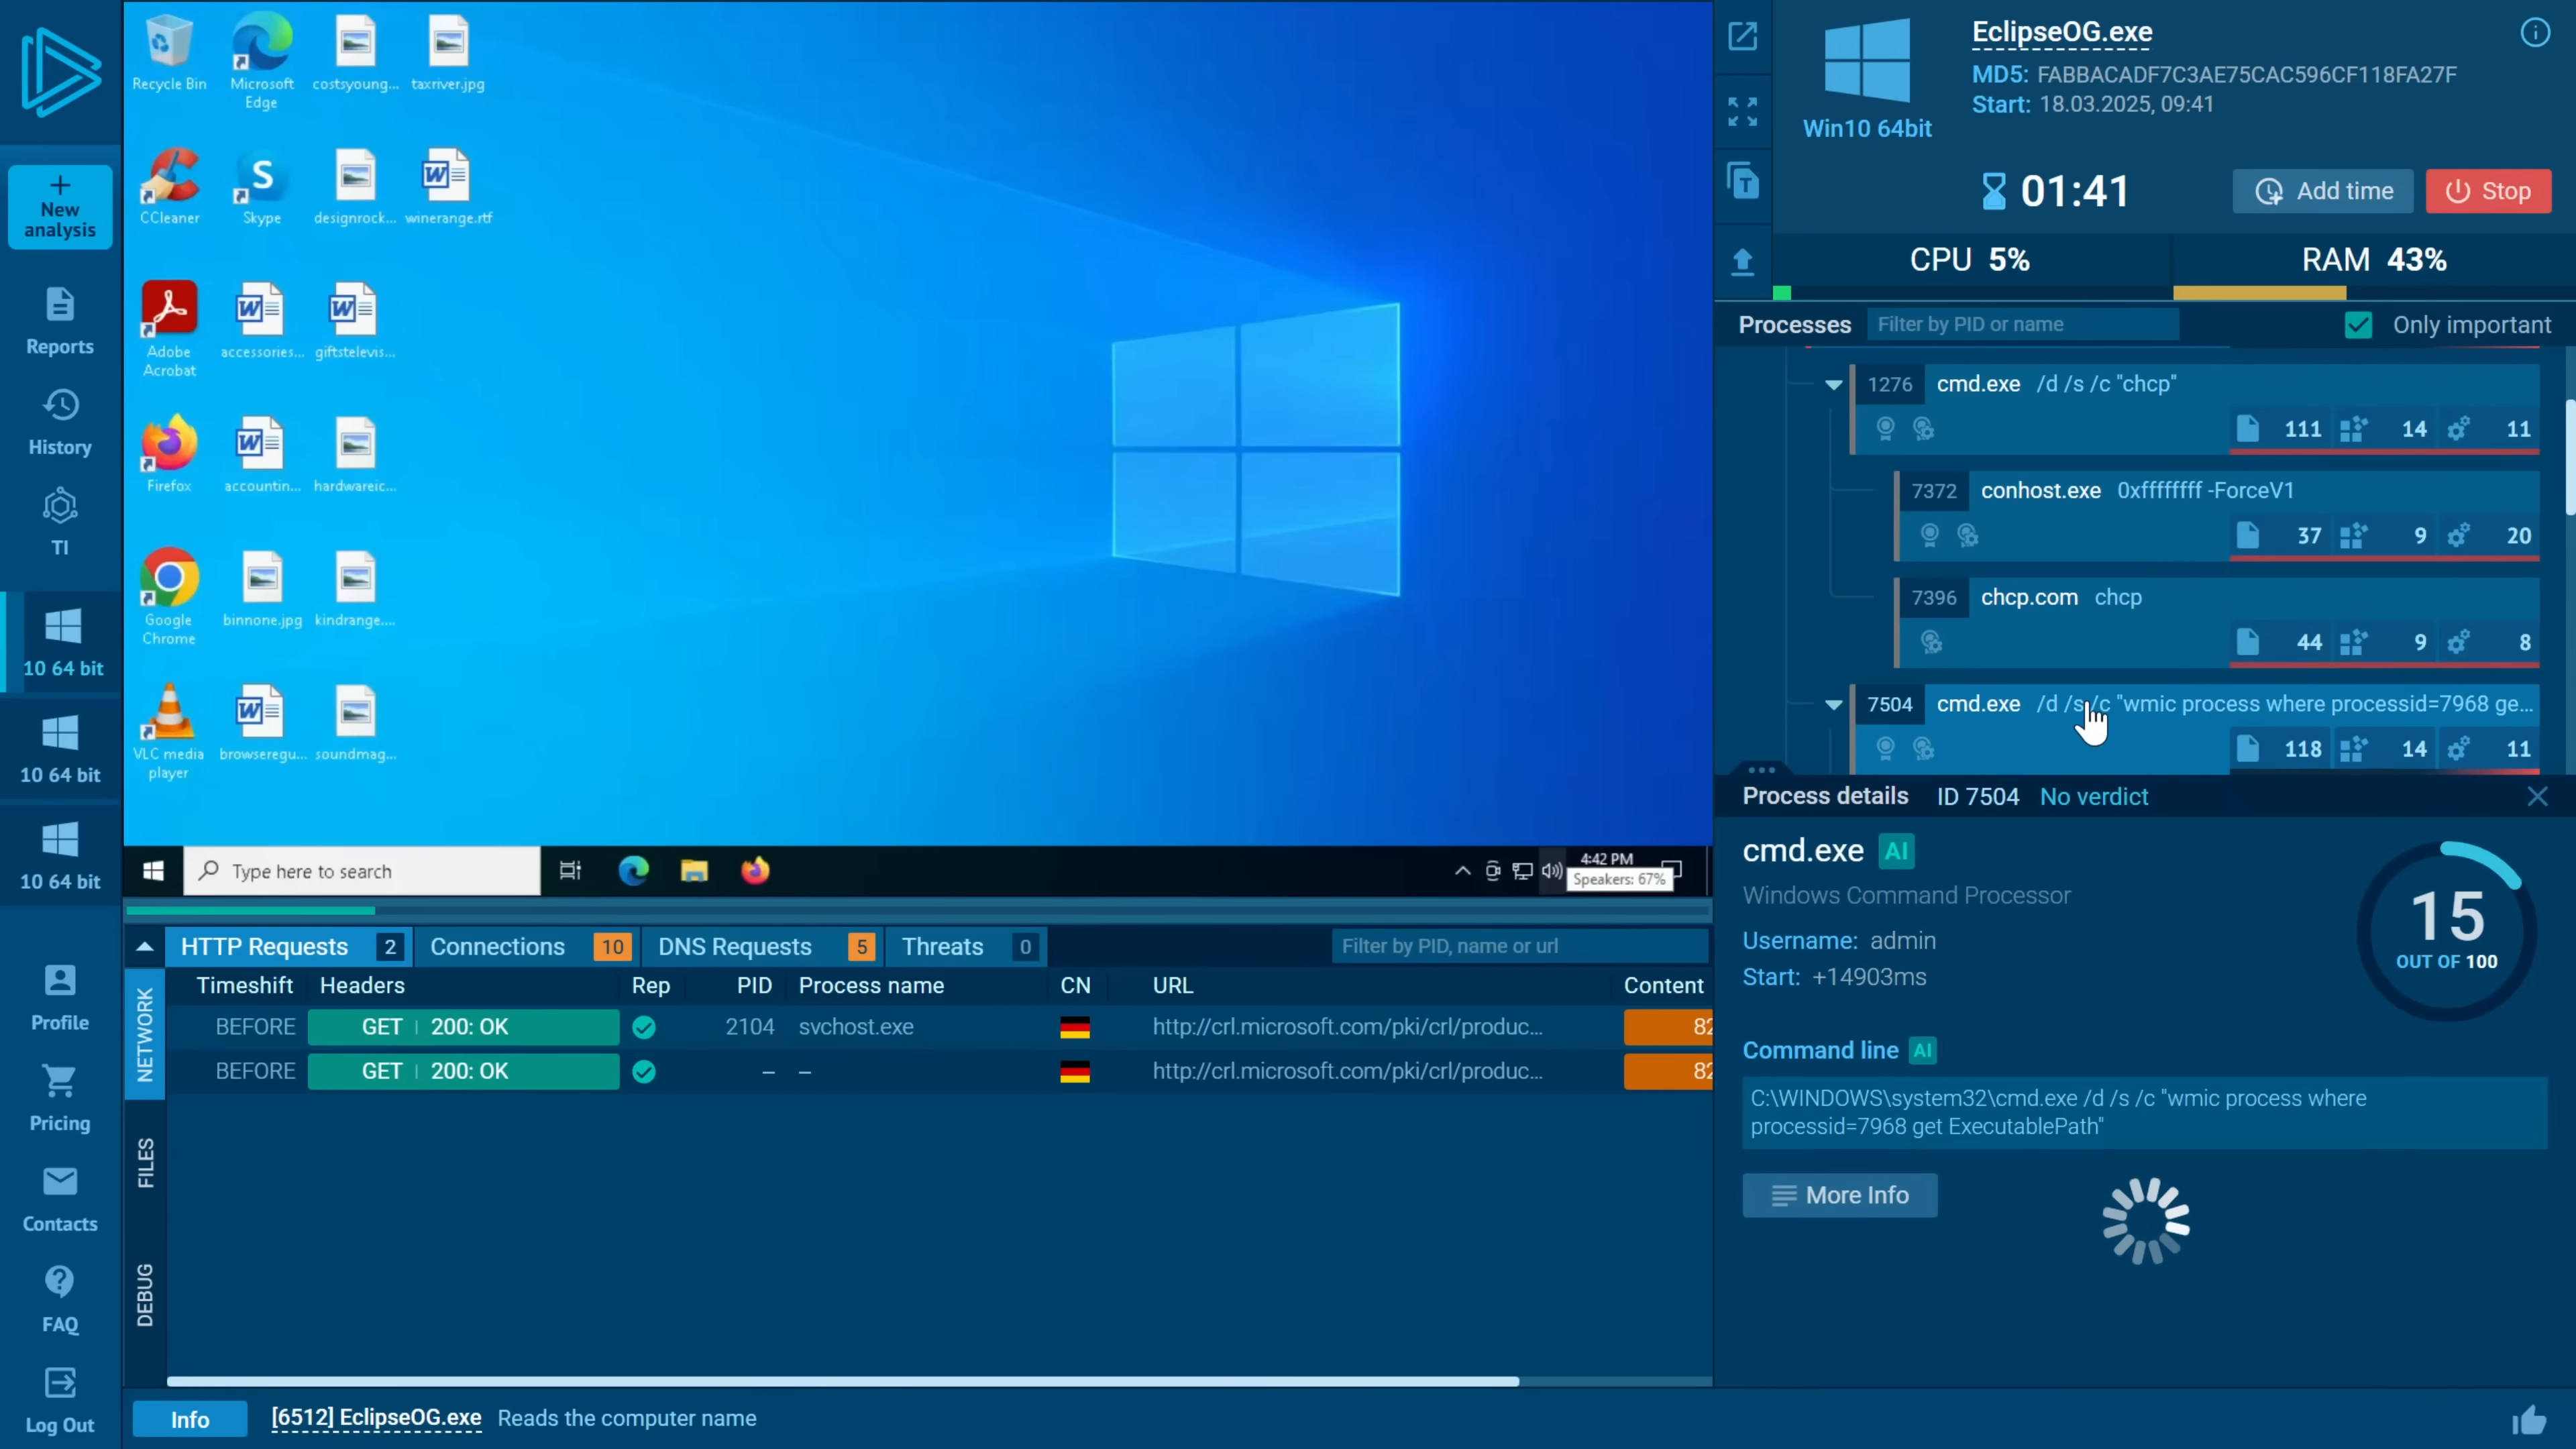 Recycle Bin
Microsoft Edge
costsyoung...
taxriver.jpg
CCleaner
Skype
designrock...
winerange.rtf
Adobe Acrobat
accessories...
giftstelevis...
Firefox
accountin...
hardwareic...
Google Chrome
binnone.jpg
kindrange....
VLC media player
browseregu...
soundmag...
Type here to search
4:42 PM
Speakers: 67%
+
New analysis
Reports
History
TI
10 64 bit
10 64 bit
10 64 bit
Profile
Pricing
Contacts
FAQ
Log Out
HTTP Requests 2
Connections 10
DNS Requests 5
Threats 0
Filter by PID, name or url
NETWORK
FILES
DEBUG
Timeshift Headers Rep PID Process name CN URL Content
BEFORE GET | 200: OK 2104 svchost.exe http://crl.microsoft.com/pki/crl/produc... 82
BEFORE GET | 200: OK – – http://crl.microsoft.com/pki/crl/produc... 82
Info [6512] EclipseOG.exe Reads the computer name
Win10 64bit
EclipseOG.exe
MD5: FABBACADF7C3AE75CAC596CF118FA27F
Start: 18.03.2025, 09:41
01:41
Add time
Stop
CPU 5%
RAM 43%
Processes
Filter by PID or name
Only important
1276 cmd.exe /d /s /c "chcp"
111 14 11
7372 conhost.exe 0xffffffff -ForceV1
37 9 20
7396 chcp.com chcp
44 9 8
7504 cmd.exe /d /s /c "wmic process where processid=7968 ge...
118 14 11
Process details ID 7504 No verdict
cmd.exe AI
Windows Command Processor
Username: admin
Start: +14903ms
15
OUT OF 100
Command line AI
C:\WINDOWS\system32\cmd.exe /d /s /c "wmic process where
processid=7968 get ExecutablePath"
More Info